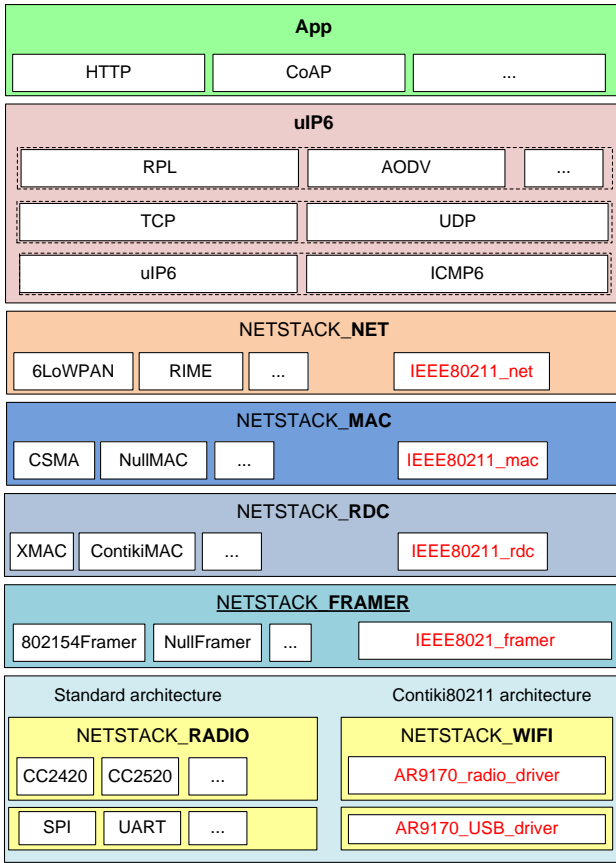 App
HTTP CoAP ...
uIP6
RPL AODV ...
TCP UDP
uIP6 ICMP6
NETSTACK_NET
6LoWPAN RIME ... IEEE80211_net
NETSTACK_MAC
CSMA NullMAC ... IEEE80211_mac
NETSTACK_RDC
XMAC ContikiMAC ... IEEE80211_rdc
NETSTACK_FRAMER
802154Framer NullFramer ... IEEE8021_framer
Standard architecture Contiki80211 architecture
NETSTACK_RADIO NETSTACK_WIFI
CC2420 CC2520 ... AR9170_radio_driver
SPI UART ... AR9170_USB_driver